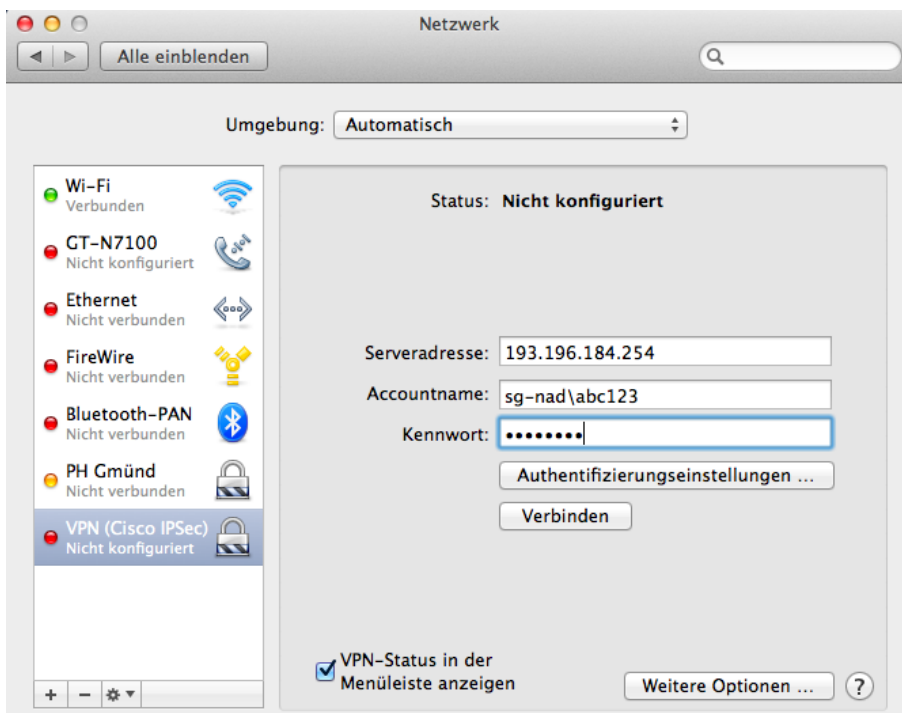 Netzwerk
Alle einblenden
Umgebung: Automatisch
Wi-Fi
Verbunden
GT-N7100
Nicht konfiguriert
Ethernet
Nicht verbunden
FireWire
Nicht verbunden
Bluetooth-PAN
Nicht verbunden
PH Gmünd
Nicht verbunden
VPN (Cisco IPSec)
Nicht konfiguriert
Status: Nicht konfiguriert
Serveradresse: 193.196.184.254
Accountname: sg-nad\abc123
Kennwort: ••••••••
Authentifizierungseinstellungen ...
Verbinden
VPN-Status in der
Menüleiste anzeigen
Weitere Optionen ... ?